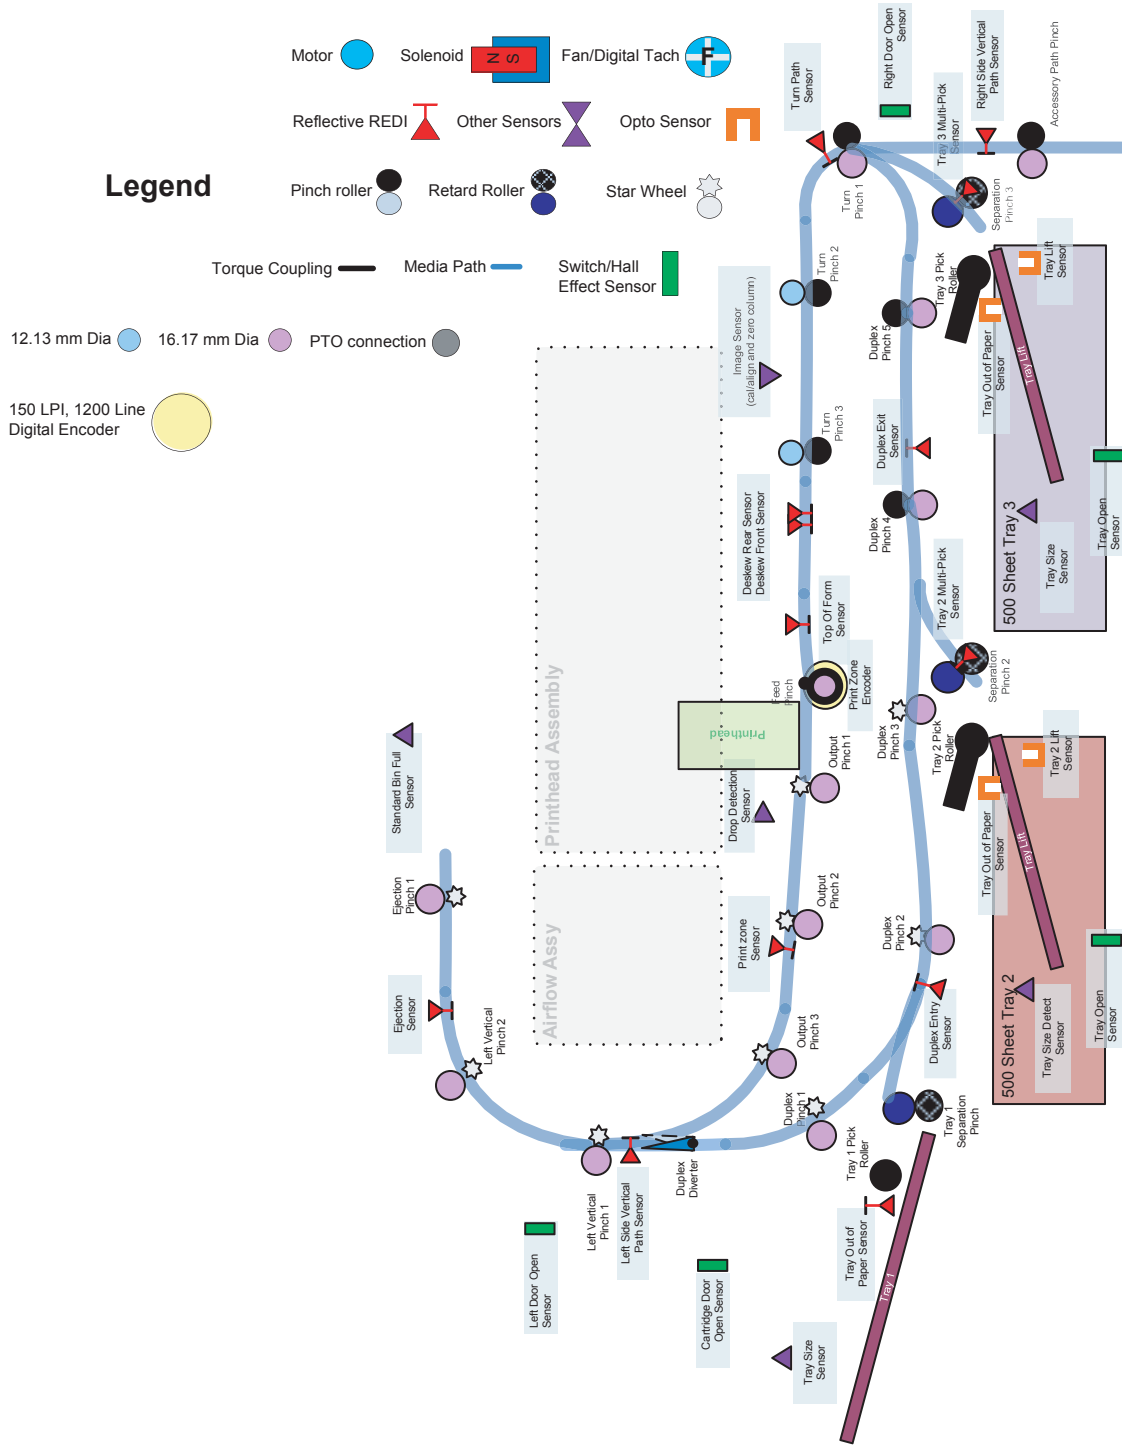 Motor
Solenoid
N
S
Fan/Digital Tach
F
Reflective REDI
Other Sensors
Opto Sensor
Legend
Pinch roller
Retard Roller
Star Wheel
Torque Coupling
Media Path
Switch/Hall
Effect Sensor
12.13 mm Dia
16.17 mm Dia
PTO connection
150 LPI, 1200 Line
Digital Encoder
Turn Path
Sensor
Right Door Open
Sensor
Tray 3 Multi-Pick
Sensor
Right Side Vertical
Path Sensor
Accessory Path Pinch
Turn
Pinch 1
Separation
Pinch 3
Turn
Pinch 2
Image Sensor
(cal/align and zero column)
Duplex
Pinch 5
Tray 3 Pick
Roller
Tray Lift
Sensor
Tray Out of Paper
Sensor
Tray Lift
Turn
Pinch 3
Duplex Exit
Sensor
Deskew Rear Sensor
Deskew Front Sensor
Duplex
Pinch 4
500 Sheet Tray 3
Tray Size
Sensor
Tray Open
Sensor
Top Of Form
Sensor
Tray 2 Multi-Pick
Sensor
Separation
Pinch 2
Feed
Pinch
Print Zone
Encoder
Printhead Assembly
Printhead
Output
Pinch 1
Duplex
Pinch 3
Tray 2 Pick
Roller
Tray 2 Lift
Sensor
Standard Bin Full
Sensor
Drop Detection
Sensor
Tray Out of Paper
Sensor
Tray Lift
Ejection
Pinch 1
Output
Pinch 2
Duplex
Pinch 2
Airflow Assy
Print zone
Sensor
Ejection
Sensor
Left Vertical
Pinch 2
Output
Pinch 3
Duplex Entry
Sensor
500 Sheet Tray 2
Tray Size Detect
Sensor
Tray Open
Sensor
Duplex
Pinch 1
Tray 1
Separation
Pinch
Duplex
Diverter
Tray 1 Pick
Roller
Left Vertical
Pinch 1
Left Side Vertical
Path Sensor
Tray Out of
Paper Sensor
Left Door Open
Sensor
Cartridge Door
Open Sensor
Tray 1
Tray Size
Sensor